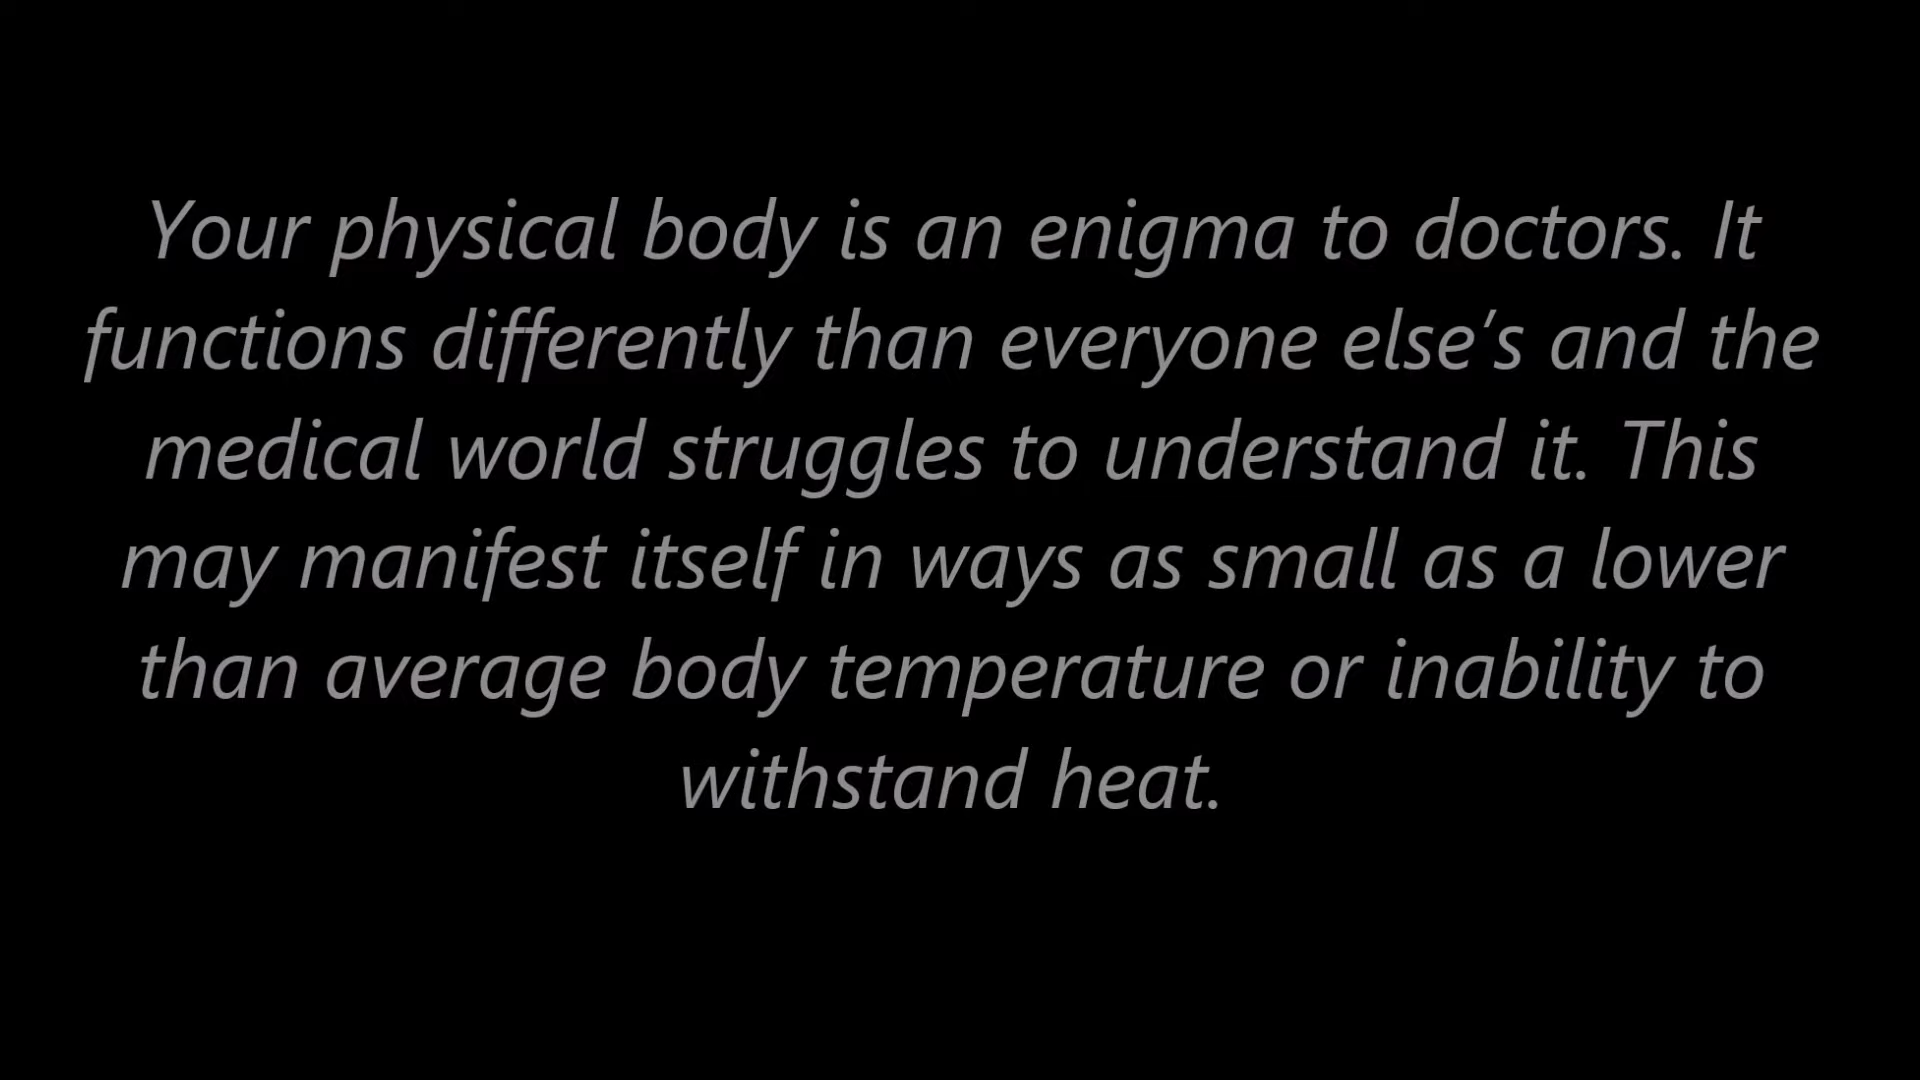 Your physical body is an enigma to doctors. It
functions differently than everyone else’s and the
medical world struggles to understand it. This
may manifest itself in ways as small as a lower
than average body temperature or inability to
withstand heat.